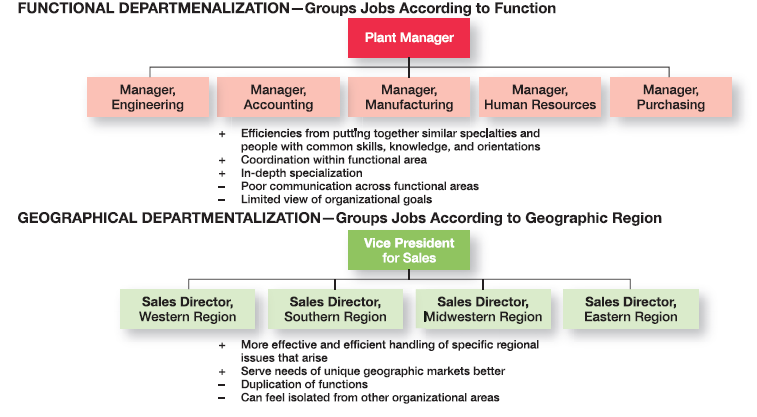 FUNCTIONAL DEPARTMENALIZATION—Groups Jobs According to Function
Plant Manager
Manager,
Engineering
Manager,
Accounting
Manager,
Manufacturing
Manager,
Human Resources
Manager,
Purchasing
+ Efficiencies from putting together similar specialties and
people with common skills, knowledge, and orientations
+ Coordination within functional area
+ In-depth specialization
– Poor communication across functional areas
– Limited view of organizational goals
GEOGRAPHICAL DEPARTMENTALIZATION—Groups Jobs According to Geographic Region
Vice President
for Sales
Sales Director,
Western Region
Sales Director,
Southern Region
Sales Director,
Midwestern Region
Sales Director,
Eastern Region
+ More effective and efficient handling of specific regional
issues that arise
+ Serve needs of unique geographic markets better
– Duplication of functions
– Can feel isolated from other organizational areas